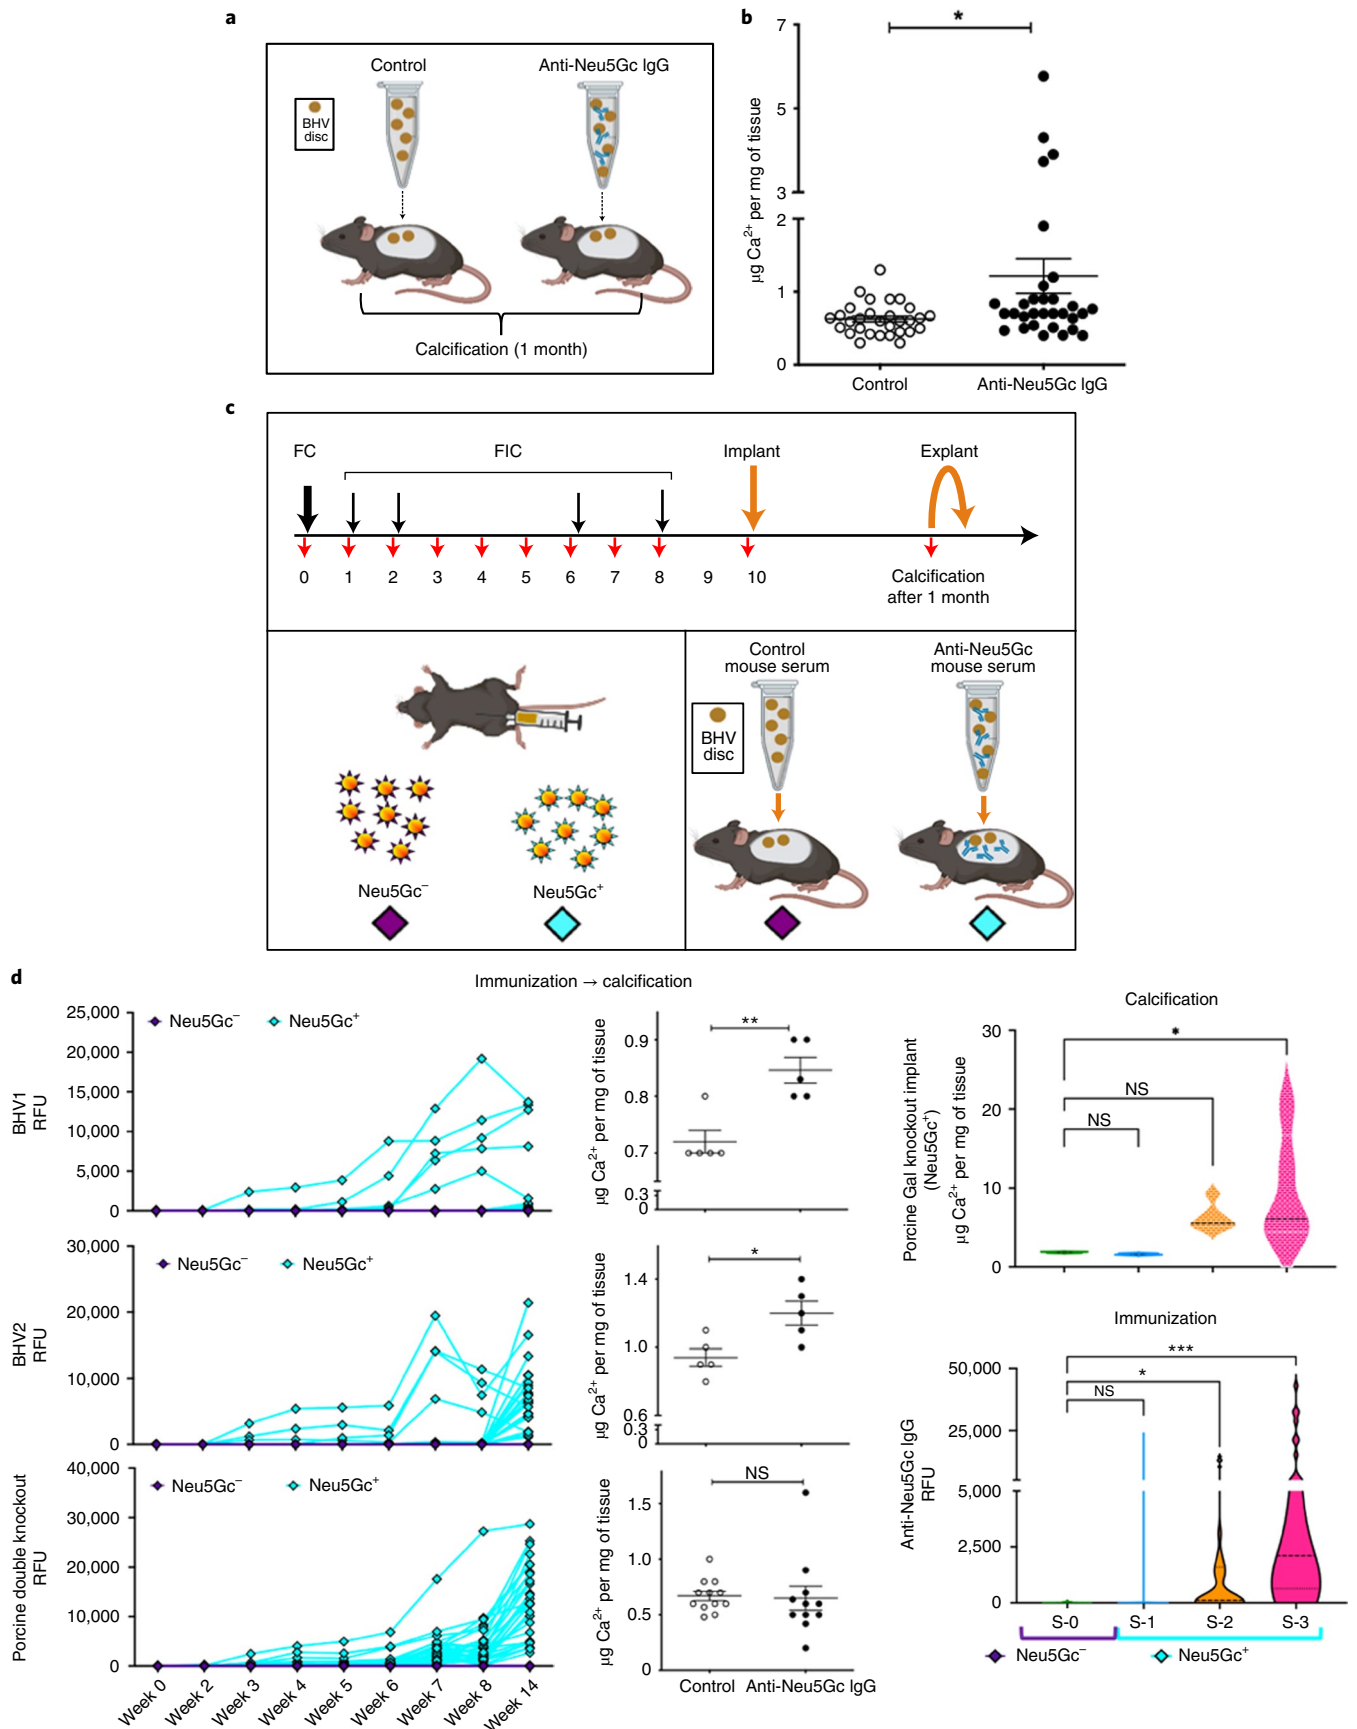 a
Control
Anti-Neu5Gc IgG
BHV
disc
Calcification (1 month)
b
*
7
5
3
2
1
0
µg Ca2+ per mg of tissue
Control
Anti-Neu5Gc IgG
c
FC
FIC
Implant
Explant
0 1 2 3 4 5 6 7 8 9 10
Calcification
after 1 month
Neu5Gc−
Neu5Gc+
Control
mouse serum
Anti-Neu5Gc
mouse serum
BHV
disc
d
Immunization → calcification
BHV1
RFU
25,000
20,000
15,000
10,000
5,000
0
Neu5Gc−
Neu5Gc+
µg Ca2+ per mg of tissue
0.9
0.8
0.7
0.3
0
**
BHV2
RFU
30,000
20,000
10,000
0
Neu5Gc−
Neu5Gc+
µg Ca2+ per mg of tissue
1.4
1.0
0.6
0.3
0
*
Porcine double knockout
RFU
40,000
30,000
20,000
10,000
0
Neu5Gc−
Neu5Gc+
Week 0
Week 2
Week 3
Week 4
Week 5
Week 6
Week 7
Week 8
Week 14
µg Ca2+ per mg of tissue
1.5
1.0
0.5
0
NS
Control
Anti-Neu5Gc IgG
Calcification
Porcine Gal knockout implant
(Neu5Gc+)
µg Ca2+ per mg of tissue
30
20
10
0
*
NS
NS
Immunization
Anti-Neu5Gc IgG
RFU
50,000
25,000
5,000
2,500
0
***
*
NS
S-0
S-1
S-2
S-3
Neu5Gc−
Neu5Gc+